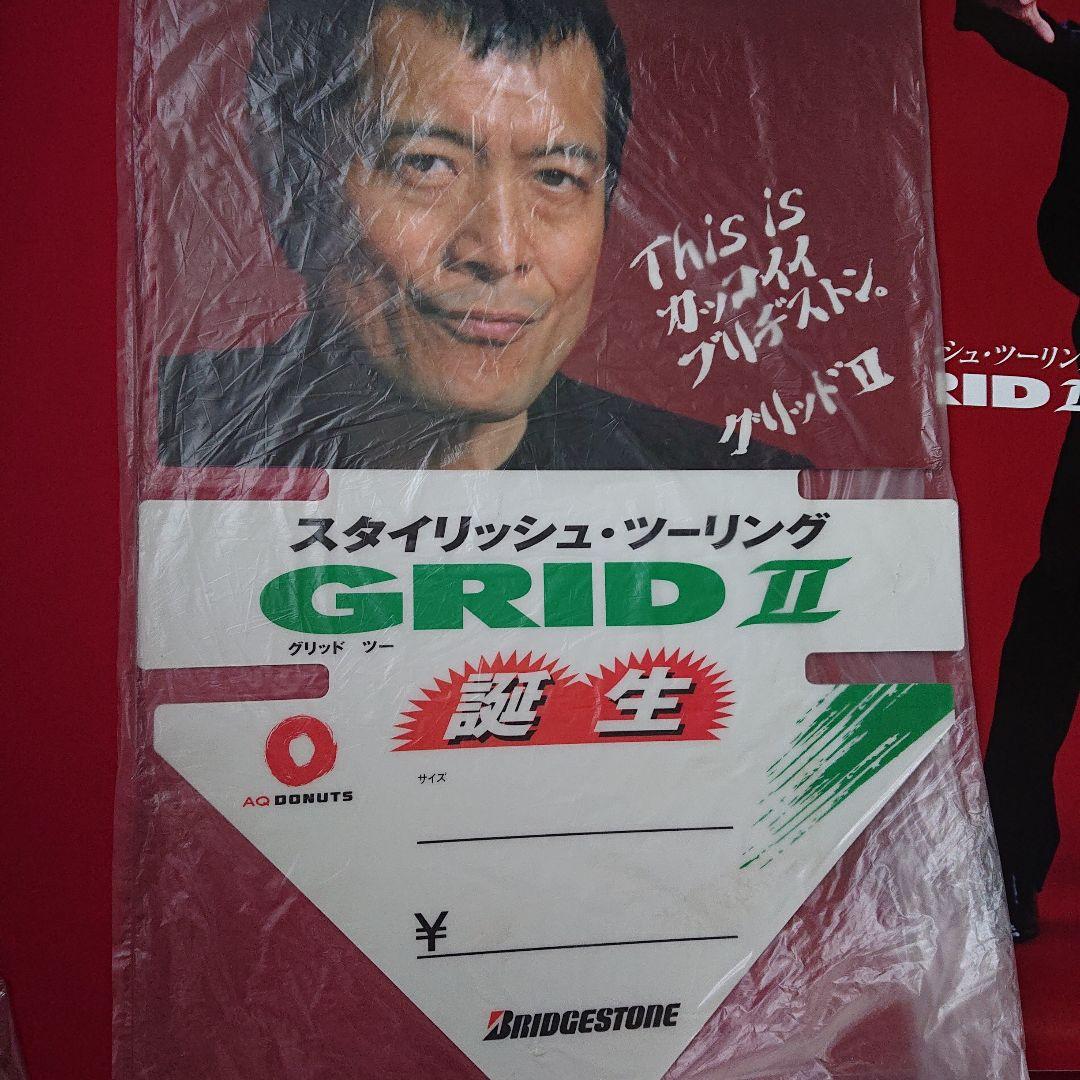 This is
カッコイイ
ブリヂストン。
グリッドⅡ
シュ・ツーリン
RID Ⅱ
スタイリッシュ・ツーリング
GRID Ⅱ
グリッド ツー
誕生
AQ DONUTS
サイズ
¥
BRIDGESTONE